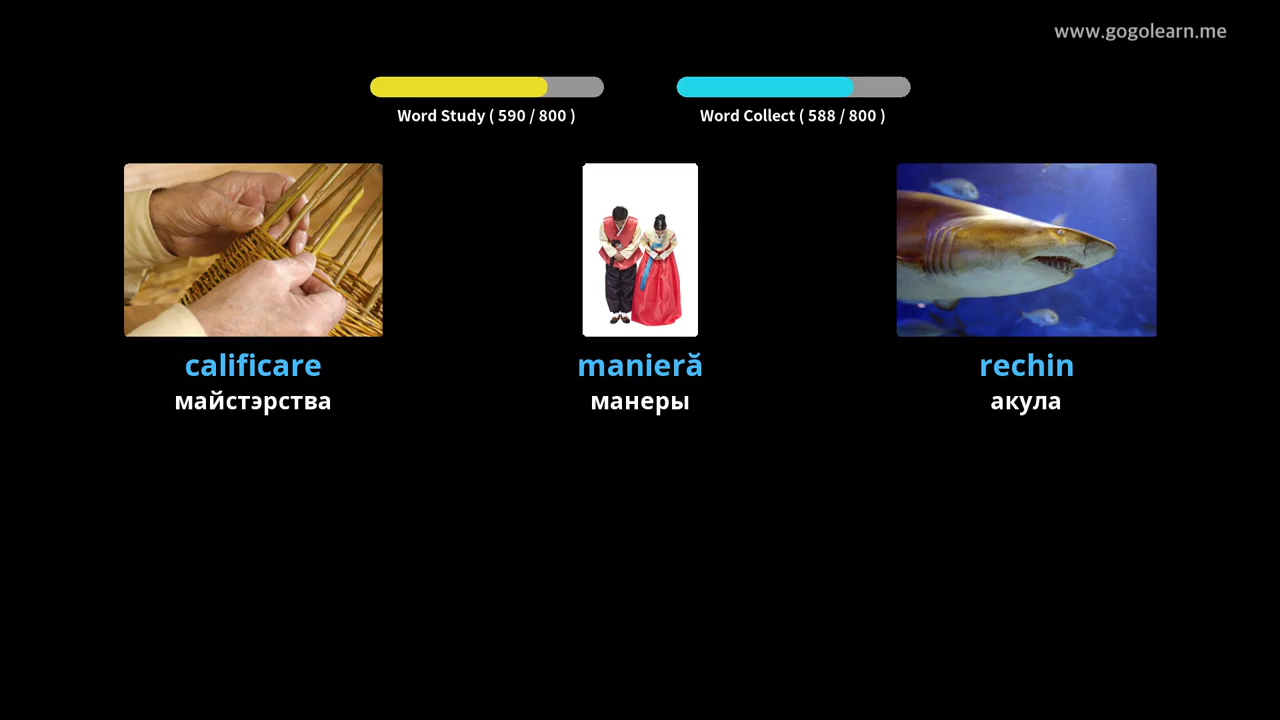 www.gogolearn.me
Word Study ( 590 / 800 )
Word Collect ( 588 / 800 )
calificare
майстэрства
manieră
манеры
rechin
акула